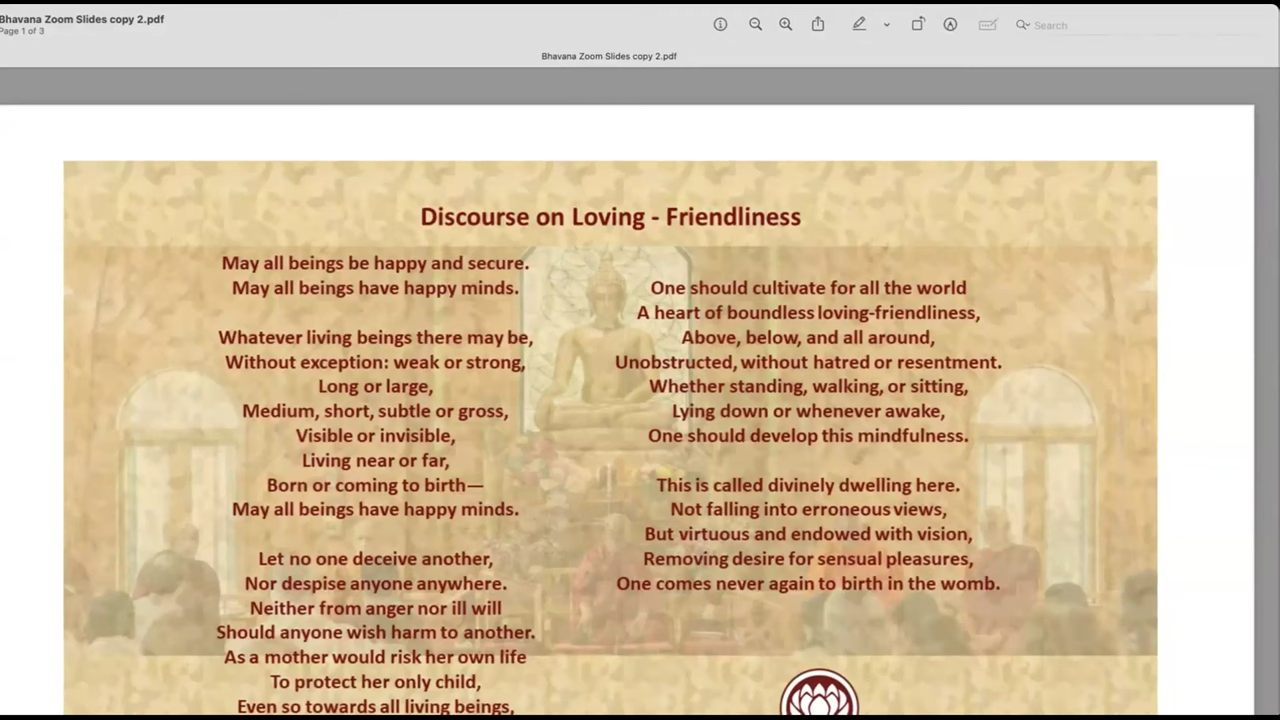 Bhavana Zoom Slides copy 2.pdf
Page 1 of 3
Search
Bhavana Zoom Slides copy 2.pdf
Discourse on Loving - Friendliness
May all beings be happy and secure.
May all beings have happy minds.
Whatever living beings there may be,
Without exception: weak or strong,
Long or large,
Medium, short, subtle or gross,
Visible or invisible,
Living near or far,
Born or coming to birth—
May all beings have happy minds.
Let no one deceive another,
Nor despise anyone anywhere.
Neither from anger nor ill will
Should anyone wish harm to another.
As a mother would risk her own life
To protect her only child,
Even so towards all living beings,
One should cultivate for all the world
A heart of boundless loving-friendliness,
Above, below, and all around,
Unobstructed, without hatred or resentment.
Whether standing, walking, or sitting,
Lying down or whenever awake,
One should develop this mindfulness.
This is called divinely dwelling here.
Not falling into erroneous views,
But virtuous and endowed with vision,
Removing desire for sensual pleasures,
One comes never again to birth in the womb.